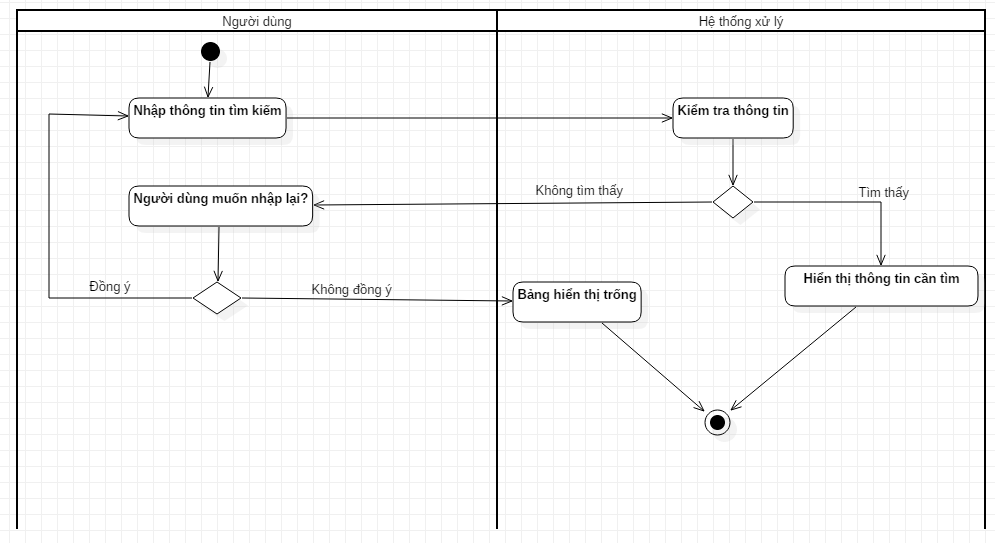 Người dùng
Hệ thống xử lý
Nhập thông tin tìm kiếm
Kiểm tra thông tin
Người dùng muốn nhập lại?
Không tìm thấy
Tìm thấy
Đồng ý
Không đồng ý
Bảng hiển thị trống
Hiển thị thông tin cần tìm